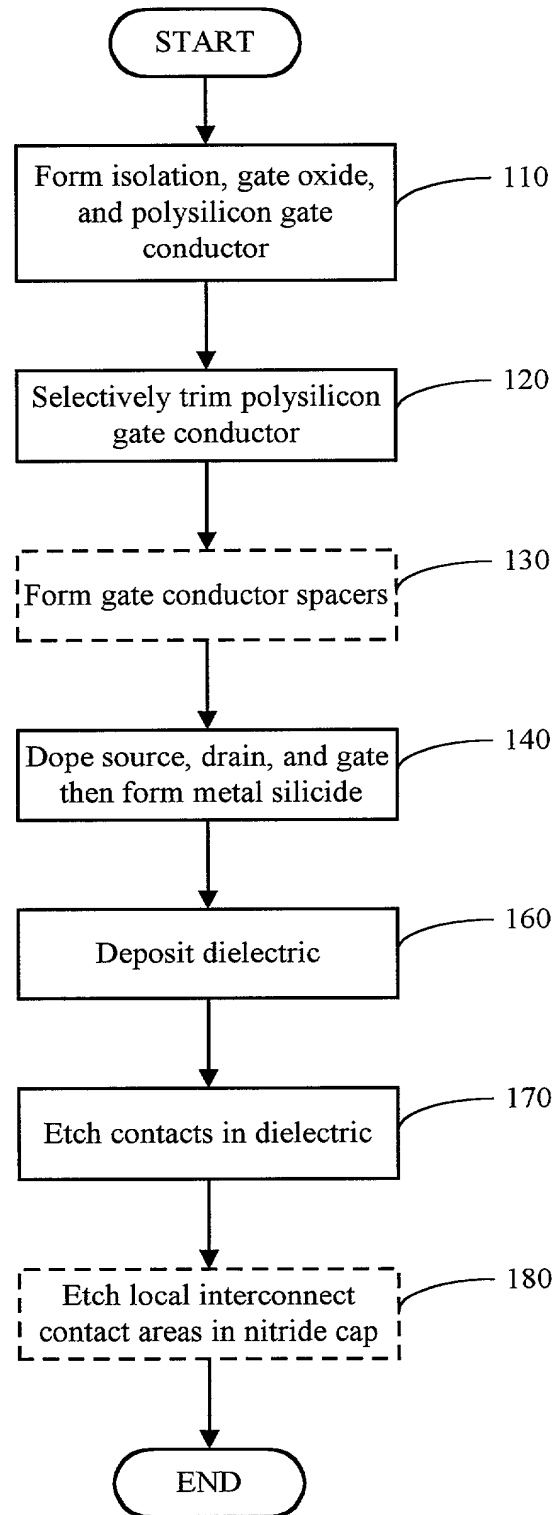 START
Form isolation, gate oxide,
and polysilicon gate
conductor
110
Selectively trim polysilicon
gate conductor
120
Form gate conductor spacers
130
Dope source, drain, and gate
then form metal silicide
140
Deposit dielectric
160
Etch contacts in dielectric
170
Etch local interconnect
contact areas in nitride cap
180
END